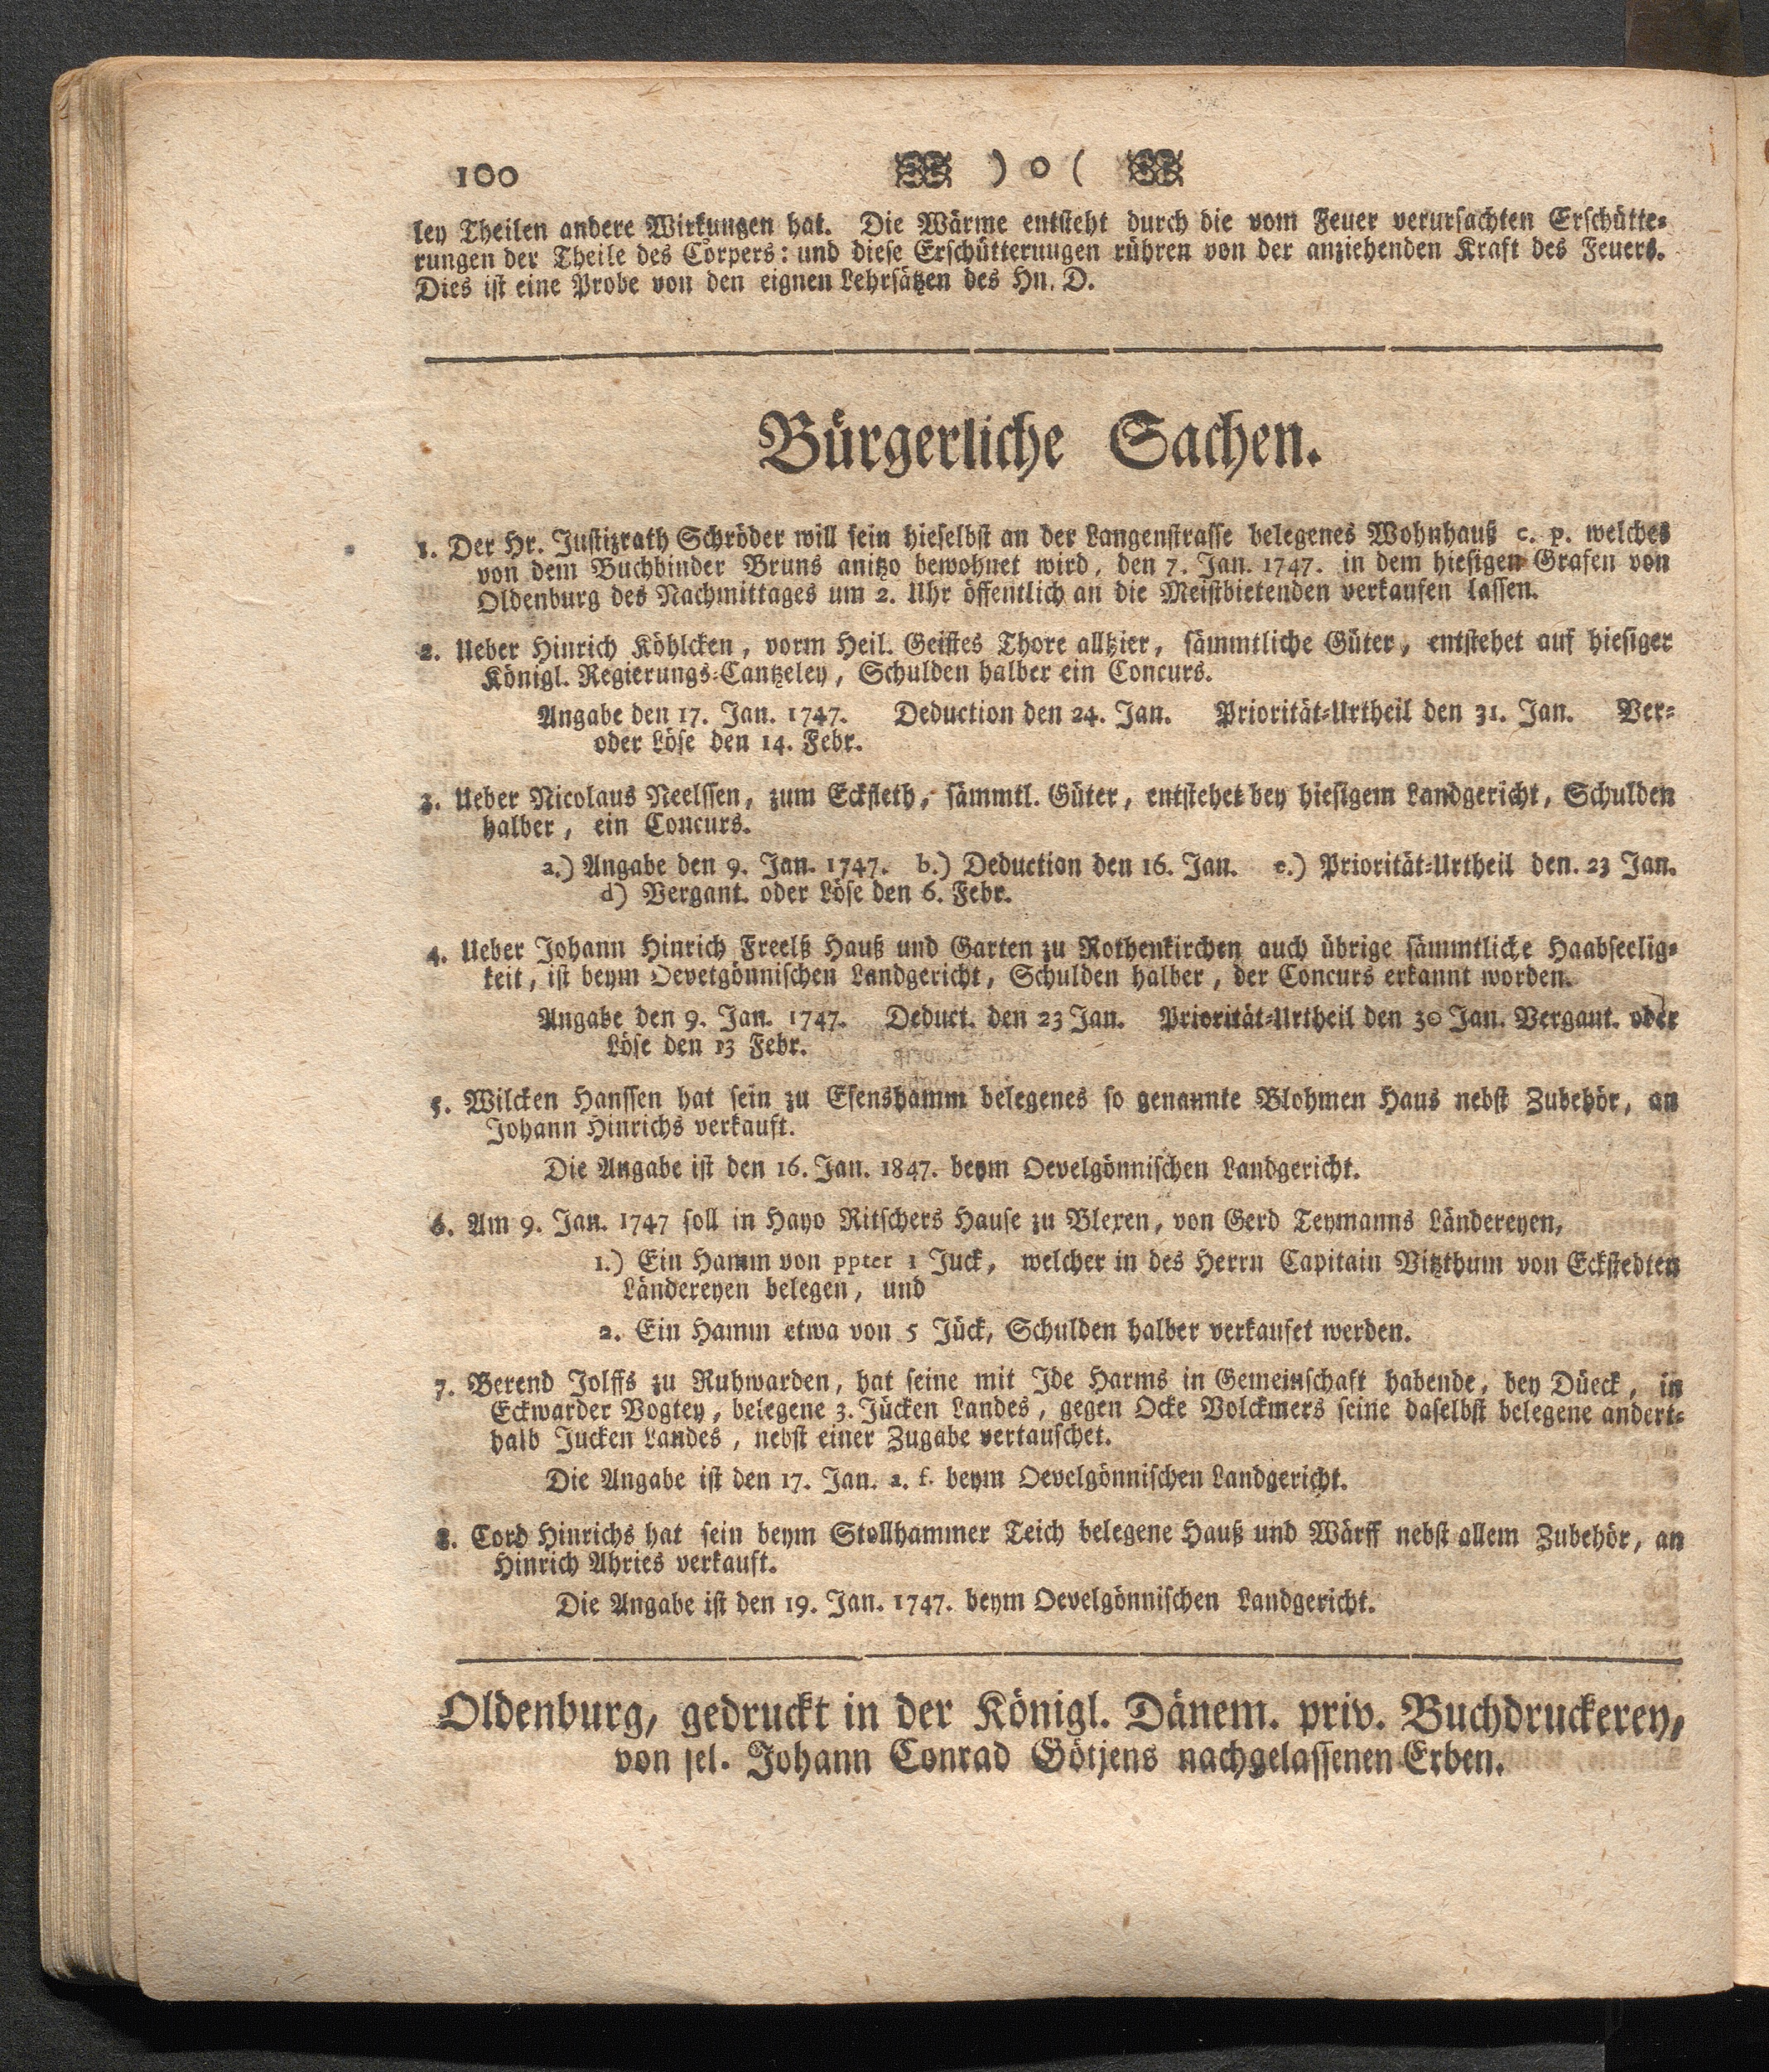 100 ) o (
ley Theilen andere Wirkungen hat. Die Wärme entsteht durch die vom Feuer verursachten Erschütte-
rungen der Theile des Cörpers: und diese Erschütterungen rühren von der anziehenden Kraft des Feuers.
Dies ist eine Probe von den eignen Lehrsätzen des Hn. D.
Bürgerliche Sachen.
1. Der Hr. Justizrath Schröder will sein hieselbst an der Langenstrasse belegenes Wohnhauß c. p. welches
von dem Buchbinder Bruns anitzo bewohnet wird, den 7. Jan. 1747. in dem hiesigen Grafen von
Oldenburg des Nachmittages um 2. Uhr öffentlich an die Meistbietenden verkaufen lassen.
2. Ueber Hinrich Köhlcken, vorm Heil. Geistes Thore allhier, sämmtliche Güter, entstehet auf hiesiger
Königl. Regierungs-Cantzeley, Schulden halber ein Concurs.
Angabe den 17. Jan. 1747. Deduction den 24. Jan. Priorität-Urtheil den 31. Jan. Ver-
oder Löse den 14. Febr.
3. Ueber Nicolaus Neelssen, zum Eckfleth, sämmtl. Güter, entstehet bey hiesigem Landgericht, Schulden
halber, ein Concurs.
a.) Angabe den 9. Jan. 1747. b.) Deduction den 16. Jan. c.) Priorität-Urtheil den. 23 Jan.
d) Vergant. oder Löse den 6. Febr.
4. Ueber Johann Hinrich Freelß Hauß und Garten zu Rothenkirchen auch übrige sämmtliche Haabseelig-
keit, ist beym Oevetgönnischen Landgericht, Schulden halber, der Concurs erkannt worden.
Angabe den 9. Jan. 1747. Deduct. den 23 Jan. Priorität-Urtheil den 30 Jan. Vergant. oder
Löse den 13 Febr.
5. Wilcken Hanssen hat sein zu Esenshamm belegenes so genannte Blohmen Haus nebst Zubehör, an
Johann Hinrichs verkauft.
Die Angabe ist den 16. Jan. 1847. beym Oevelgönnischen Landgericht.
6. Am 9. Jan. 1747 soll in Hayo Ritschers Hause zu Blexen, von Gerd Teymanns Ländereyen,
1.) Ein Hamm von ppter 1 Juck, welcher in des Herrn Capitain Vitzthum von Eckstedten
Ländereyen belegen, und
2. Ein Hamm etwa von 5 Jück, Schulden halber verkaufet werden.
7. Berend Jolffs zu Ruhwarden, hat seine mit Ide Harms in Gemeinschaft habende, bey Düeck, in
Eckwarder Vogtey, belegene 3. Jücken Landes, gegen Ocke Volckmers seine daselbst belegene andert-
halb Jucken Landes, nebst einer Zugabe vertauschet.
Die Angabe ist den 17. Jan. a. f. beym Oevelgönnischen Landgericht.
8. Cord Hinrichs hat sein beym Stollhammer Teich belegene Hauß und Wärff nebst allem Zubehör, an
Hinrich Ahries verkauft.
Die Angabe ist den 19. Jan. 1747. beym Oevelgönnischen Landgericht.
Oldenburg, gedruckt in der Königl. Dänem. priv. Buchdruckerey,
von sel. Johann Conrad Götjens nachgelassenen Erben.